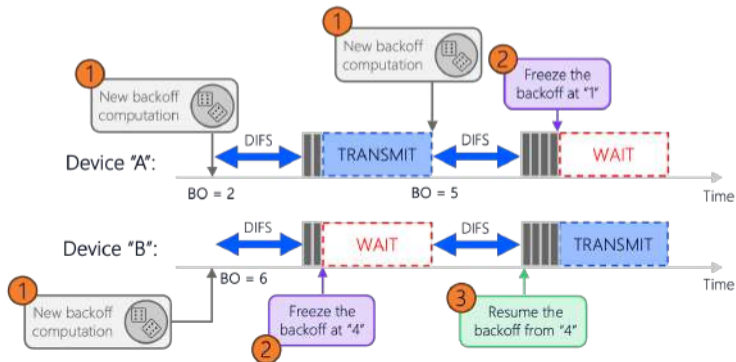 1
New backoff
computation
1
New backoff
computation
2
Freeze the
backoff at "1"
Device "A":
DIFS
TRANSMIT
DIFS
WAIT
BO = 2
BO = 5
Time
Device "B":
DIFS
WAIT
DIFS
TRANSMIT
BO = 6
Time
1
New backoff
computation
Freeze the
backoff at "4"
2
3
Resume the
backoff from "4"